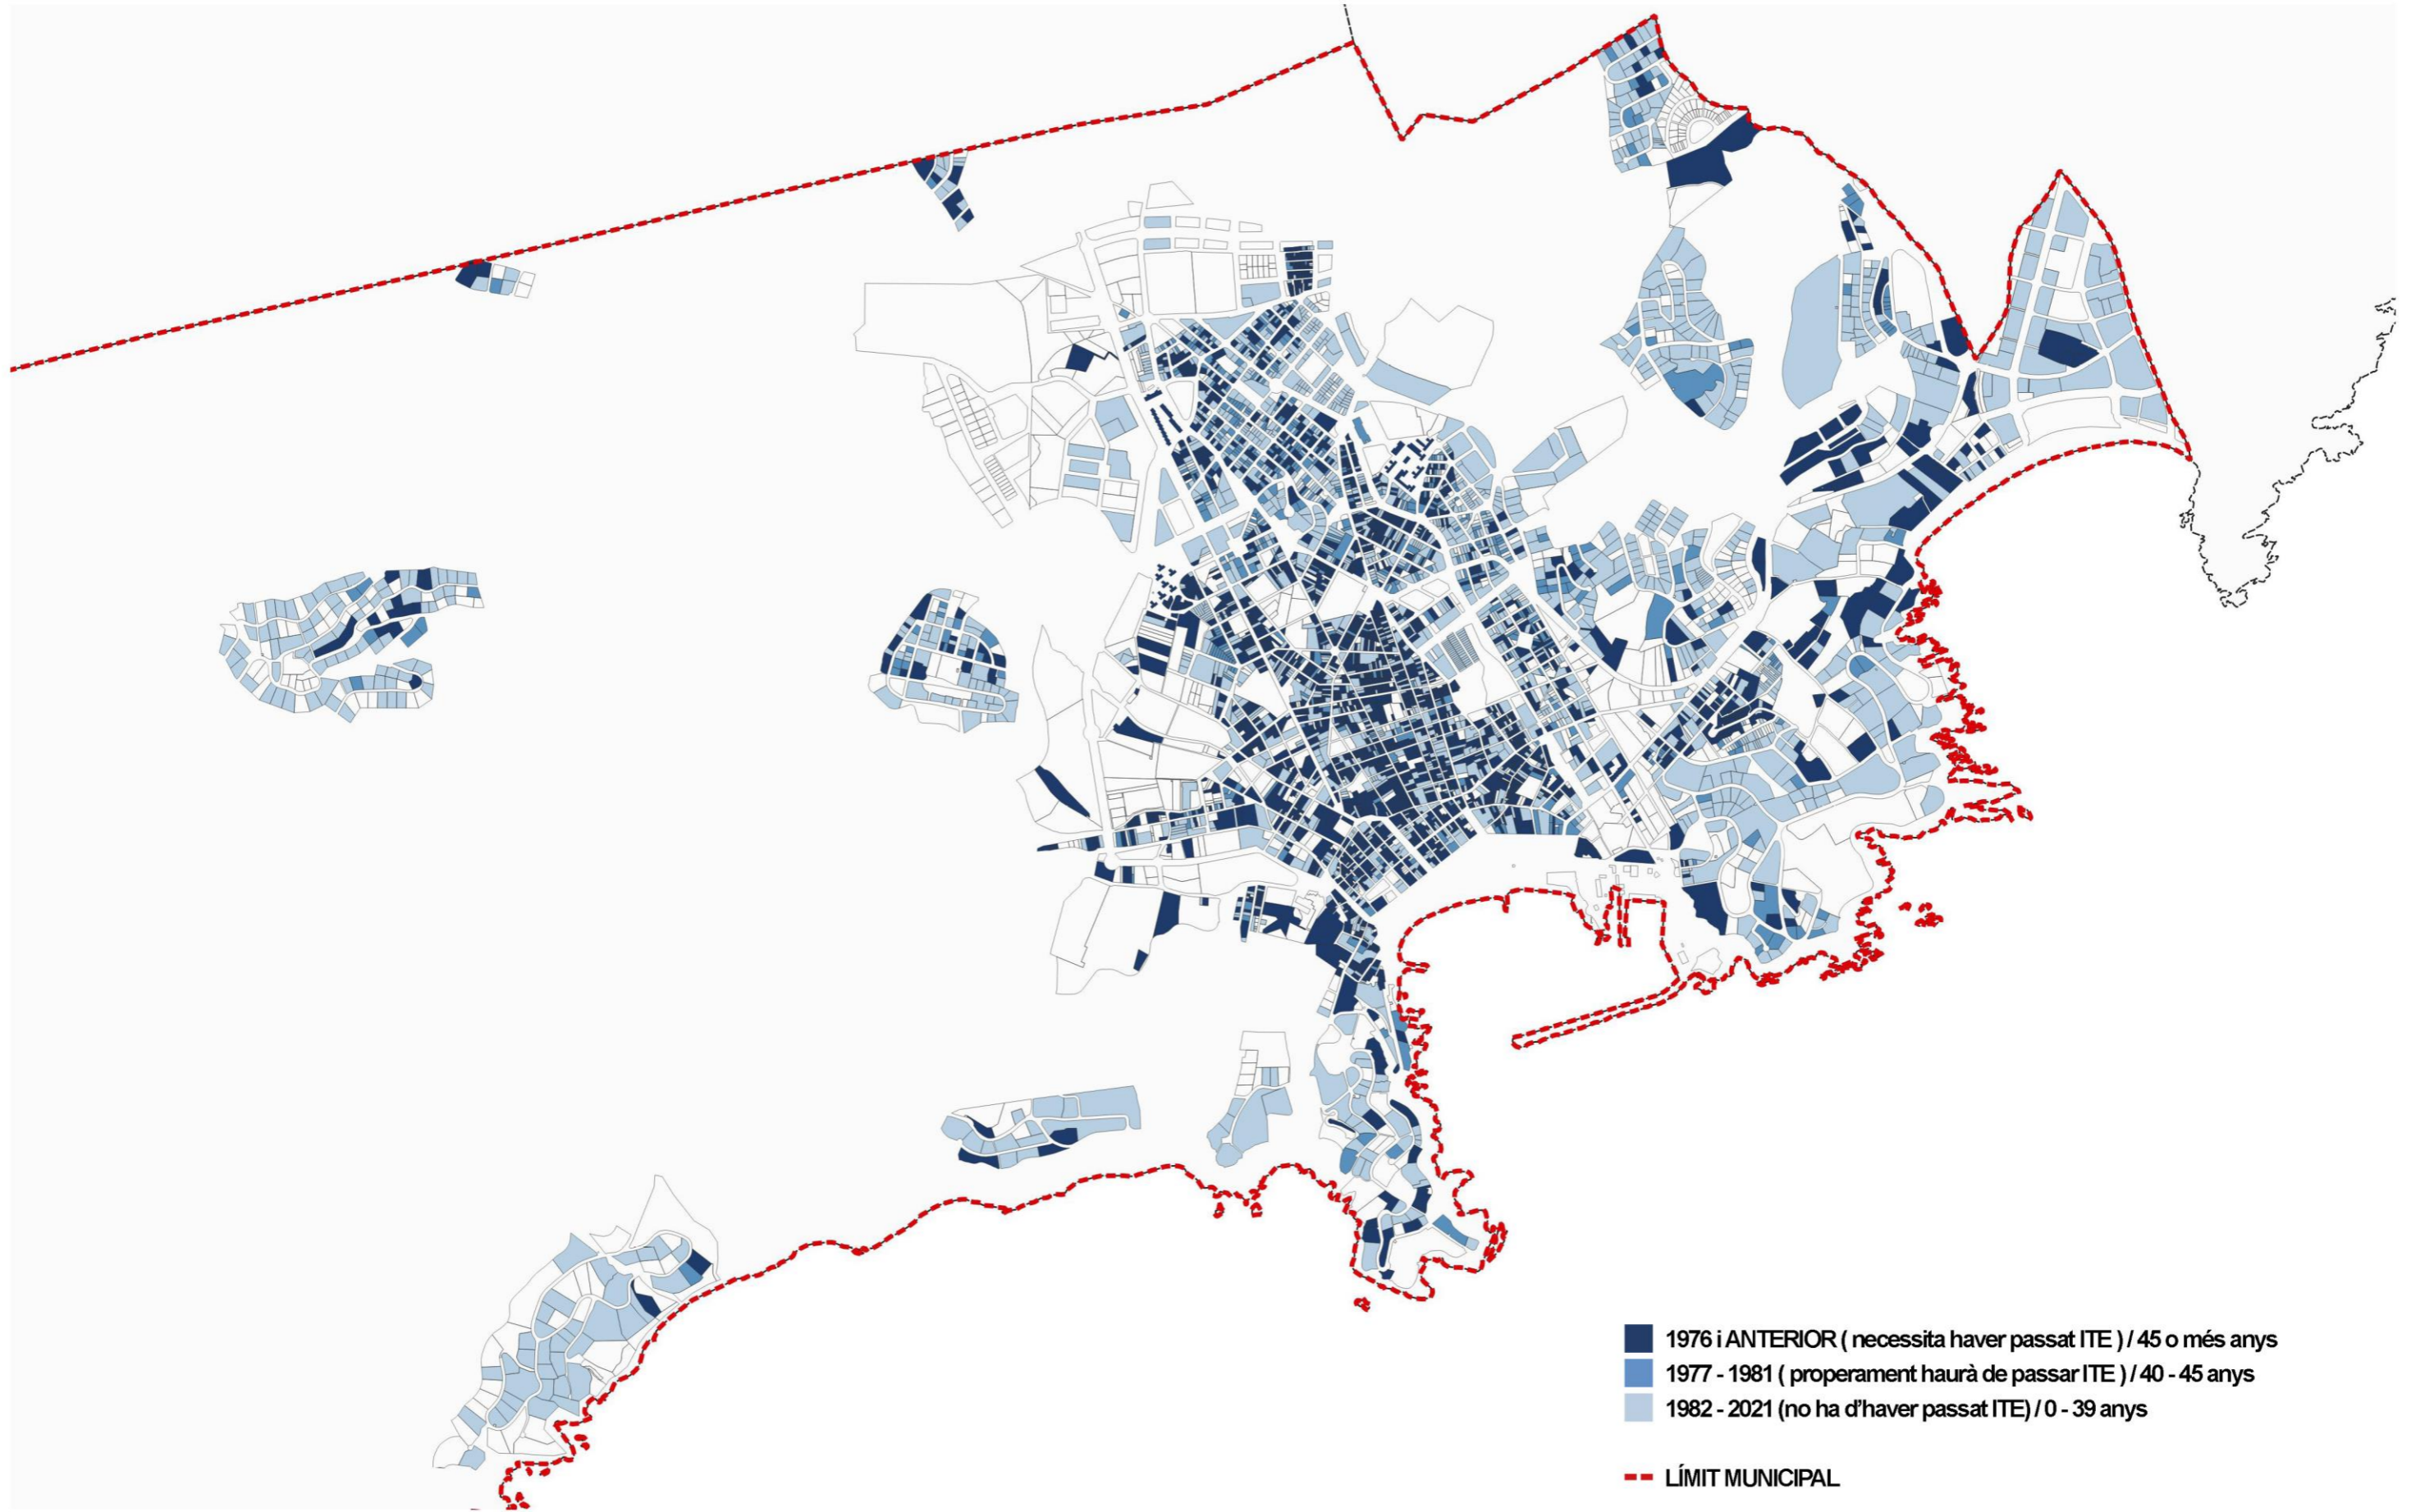 1976 i ANTERIOR ( necessita haver passat ITE ) / 45 o més anys
1977 - 1981 ( properament haurà de passar ITE ) / 40 - 45 anys
1982 - 2021 (no ha d'haver passat ITE) / 0 - 39 anys
LÍMIT MUNICIPAL